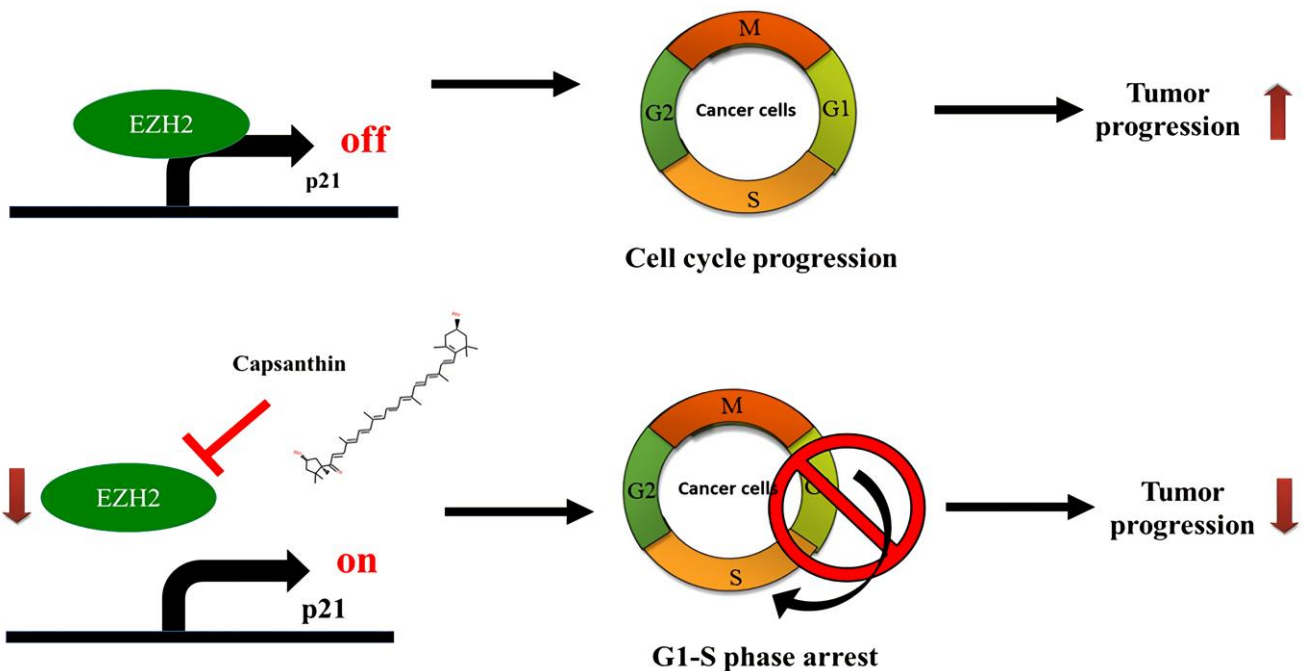 EZH2
off
p21
M
G2
Cancer cells
G1
S
Cell cycle progression
Tumor
progression
Capsanthin
EZH2
on
p21
M
G2
Cancer cells
G
S
G1-S phase arrest
Tumor
progression